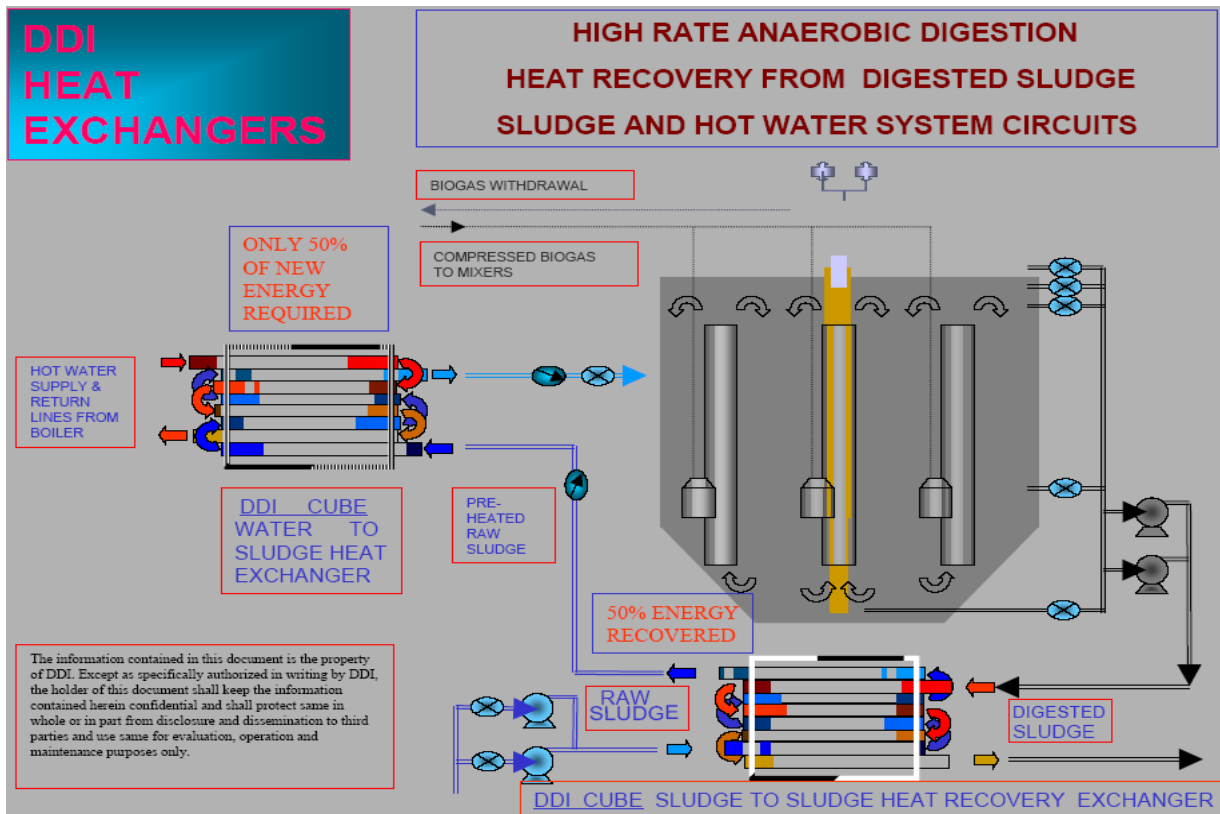 DDI
HEAT
EXCHANGERS
HIGH RATE ANAEROBIC DIGESTION
HEAT RECOVERY FROM DIGESTED SLUDGE
SLUDGE AND HOT WATER SYSTEM CIRCUITS
BIOGAS WITHDRAWAL
COMPRESSED BIOGAS
TO MIXERS
ONLY 50%
OF NEW
ENERGY
REQUIRED
HOT WATER
SUPPLY &
RETURN
LINES FROM
BOILER
DDI CUBE
WATER TO
SLUDGE HEAT
EXCHANGER
PRE-
HEATED
RAW
SLUDGE
50% ENERGY
RECOVERED
The information contained in this document is the property
of DDI. Except as specifically authorized in writing by DDI,
the holder of this document shall keep the information
contained herein confidential and shall protect same in
whole or in part from disclosure and dissemination to third
parties and use same for evaluation, operation and
maintenance purposes only.
RAW
SLUDGE
DIGESTED
SLUDGE
DDI CUBE SLUDGE TO SLUDGE HEAT RECOVERY EXCHANGER